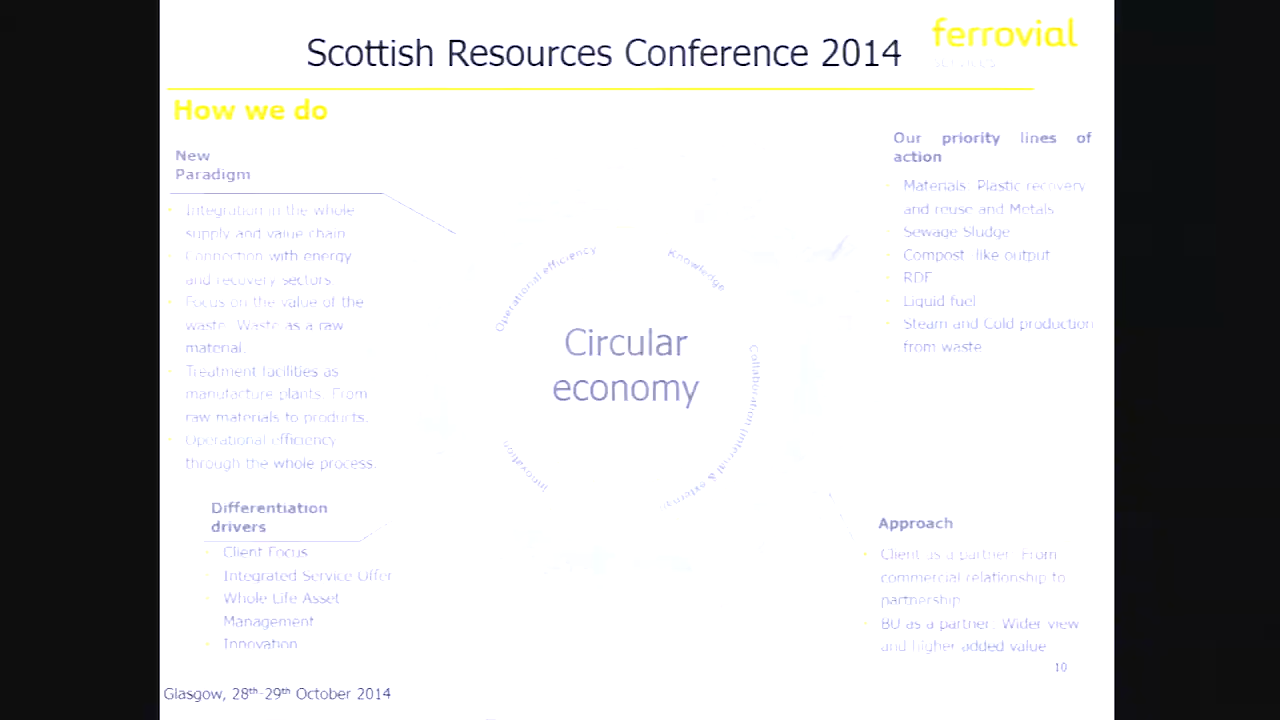 Scottish Resources Conference 2014
ferrovial
services
How we do
New
Paradigm
Integration in the whole
supply and value chain
Connection with energy
and recovery sectors
Focus on the value of the
waste. Waste as a raw
material.
Treatment facilities as
manufacture plants. From
raw materials to products.
Operational efficiency
through the whole process.
Differentiation
drivers
Client Focus
Integrated Service Offer
Whole Life Asset
Management
Innovation
Operational efficiency
Knowledge
Collaboration (internal & external
Innovation
Circular
economy
Our priority lines of
action
Materials: Plastic recovery
and reuse and Metals
Sewage Sludge
Compost like output
RDF
Liquid fuel
Steam and Cold production
from waste
Approach
Client as a partner. From
commercial relationship to
partnership
BU as a partner. Wider view
and higher added value
10
Glasgow, 28th-29th October 2014